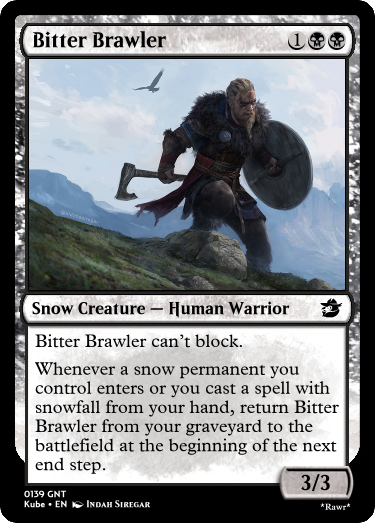 Bitter Brawler 1
Snow Creature — Human Warrior
Bitter Brawler can't block.
Whenever a snow permanent you
control enters or you cast a spell with
snowfall from your hand, return Bitter
Brawler from your graveyard to the
battlefield at the beginning of the next
end step.
3/3
0139 GNT
Kube • EN Indah Siregar
*Rawr*